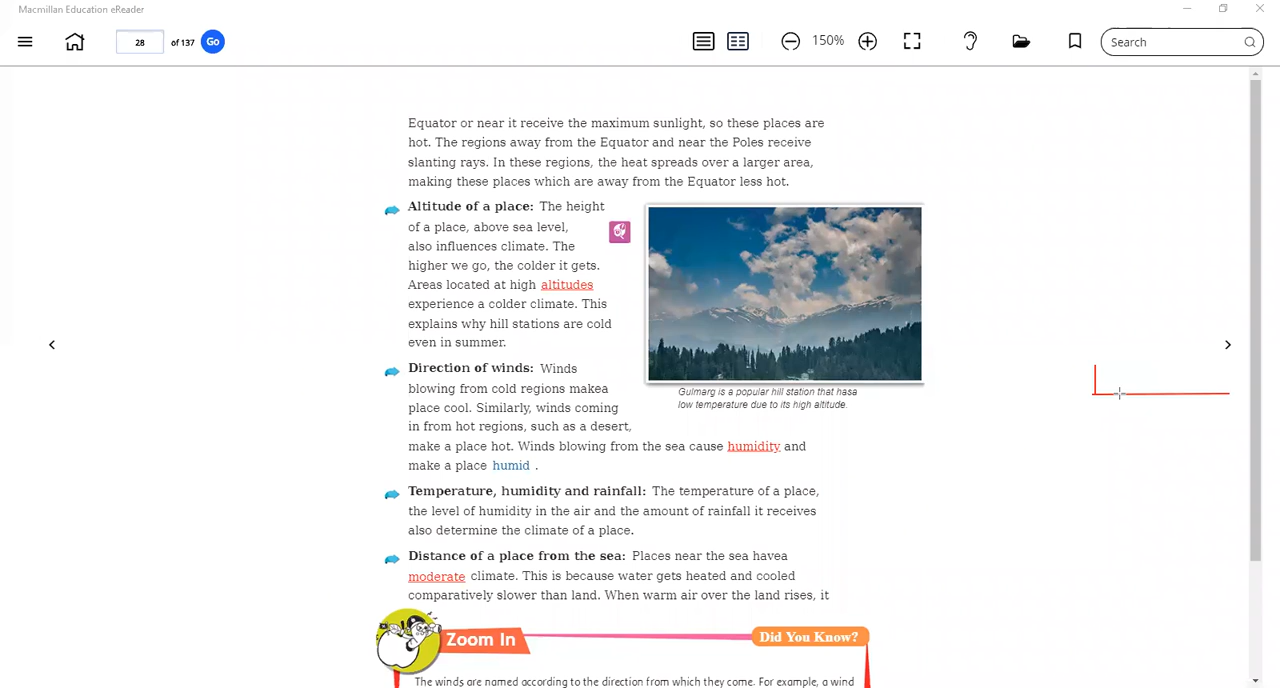 Macmillan Education eReader
28 of 137 Go 150% Search
Equator or near it receive the maximum sunlight, so these places are
hot. The regions away from the Equator and near the Poles receive
slanting rays. In these regions, the heat spreads over a larger area,
making these places which are away from the Equator less hot.
Altitude of a place: The height
of a place, above sea level,
also influences climate. The
higher we go, the colder it gets.
Areas located at high altitudes
experience a colder climate. This
explains why hill stations are cold
even in summer.
Gulmarg is a popular hill station that hasa
low temperature due to its high altitude.
Direction of winds: Winds
blowing from cold regions makea
place cool. Similarly, winds coming
in from hot regions, such as a desert,
make a place hot. Winds blowing from the sea cause humidity and
make a place humid .
Temperature, humidity and rainfall: The temperature of a place,
the level of humidity in the air and the amount of rainfall it receives
also determine the climate of a place.
Distance of a place from the sea: Places near the sea havea
moderate climate. This is because water gets heated and cooled
comparatively slower than land. When warm air over the land rises, it
Zoom In
Did You Know?
The winds are named according to the direction from which they come. For example, a wind